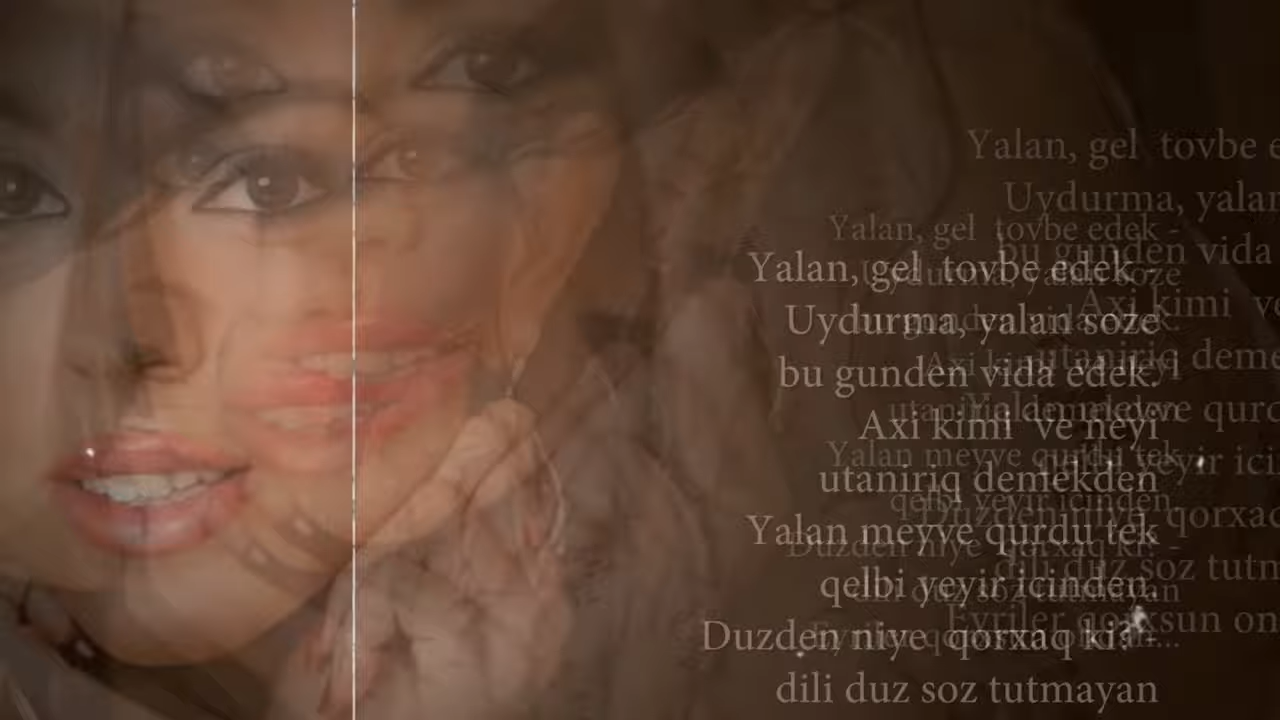 Yalan, gel tovbe edek -
Uydurma, yalan soze
bu gunden vida edek.
Axi kimi ve neyi
utaniriq demekden
Yalan meyve qurdu tek
qelbi yeyir icinden.
Duzden niye qorxaq ki? -
dili duz soz tutmayan